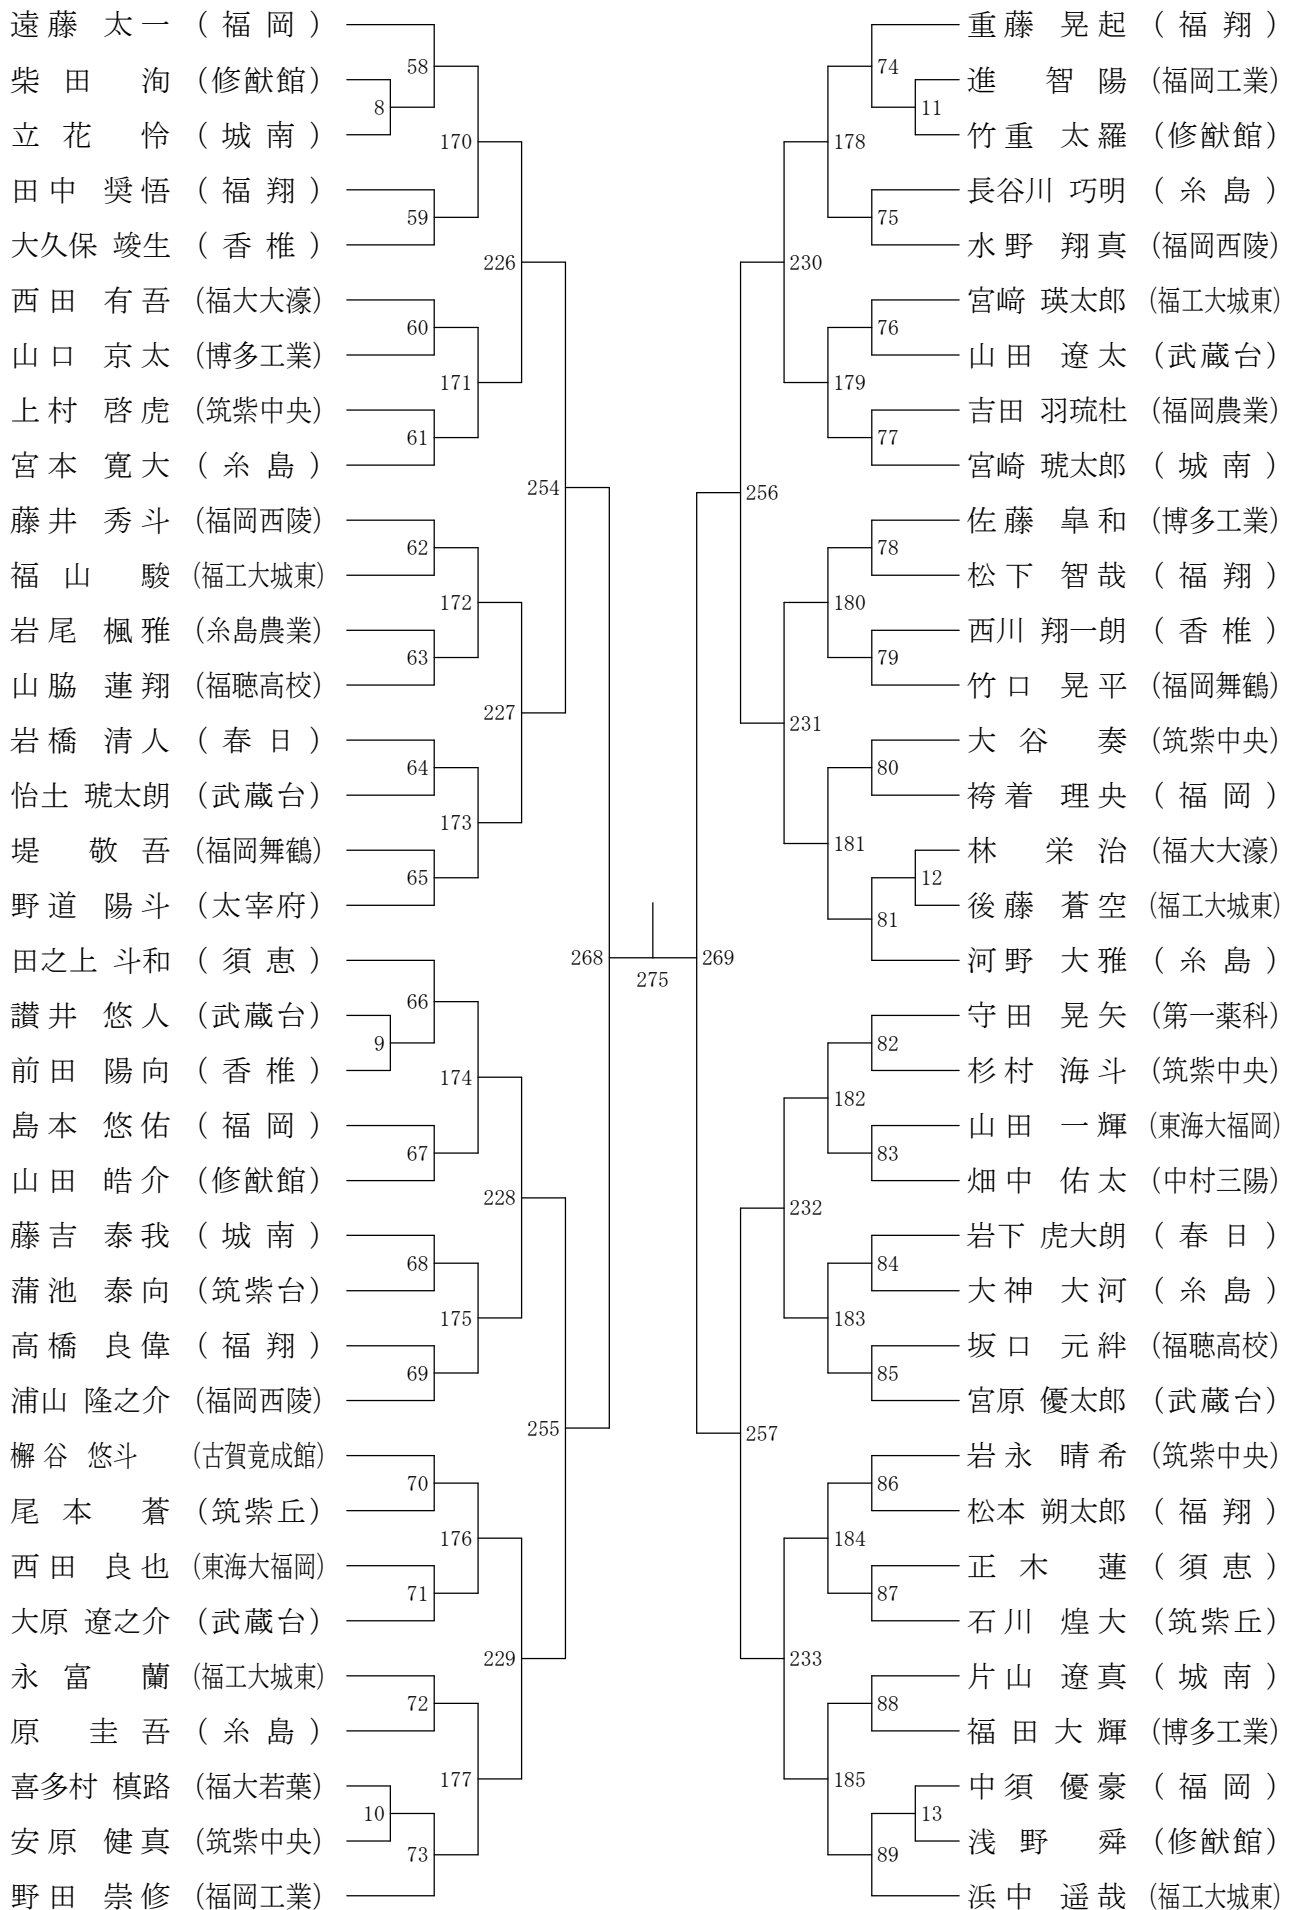 遠藤 太一 (福岡)
58
柴田 洵 (修猷館)
8
立花 怜 (城南)
170
田中 奨悟 (福翔)
59
大久保 竣生 (香椎)
226
西田 有吾 (福大大濠)
60
山口 京太 (博多工業)
171
上村 啓虎 (筑紫中央)
61
宮本 寛大 (糸島)
254
藤井 秀斗 (福岡西陵)
62
福山 駿 (福工大城東)
172
岩尾 楓雅 (糸島農業)
63
山脇 蓮翔 (福聴高校)
227
岩橋 清人 (春日)
64
怡土 琥太朗 (武蔵台)
173
堤 敬吾 (福岡舞鶴)
65
野道 陽斗 (太宰府)
田之上 斗和 (須恵)
268
66
讃井 悠人 (武蔵台)
9
前田 陽向 (香椎)
174
島本 悠佑 (福岡)
67
山田 皓介 (修猷館)
228
藤吉 泰我 (城南)
68
蒲池 泰向 (筑紫台)
175
高橋 良偉 (福翔)
69
浦山 隆之介 (福岡西陵)
255
櫛谷 悠斗 (古賀竟成館)
70
尾本 蒼 (筑紫丘)
176
西田 良也 (東海大福岡)
71
大原 遼之介 (武蔵台)
229
永富 蘭 (福工大城東)
72
原 圭吾 (糸島)
177
喜多村 槙路 (福大若葉)
10
安原 健真 (筑紫中央)
73
野田 崇修 (福岡工業)
275
重藤 晃起 (福翔)
74
進 智陽 (福岡工業)
11
竹重 太羅 (修猷館)
178
長谷川 巧明 (糸島)
75
水野 翔真 (福岡西陵)
230
宮﨑 瑛太郎 (福工大城東)
76
山田 遼太 (武蔵台)
179
吉田 羽琉杜 (福岡農業)
77
宮崎 琥太郎 (城南)
256
佐藤 皐和 (博多工業)
78
松下 智哉 (福翔)
180
西川 翔一朗 (香椎)
79
竹口 晃平 (福岡舞鶴)
231
大谷 奏 (筑紫中央)
80
袴着 理央 (福岡)
181
林 栄治 (福大大濠)
12
後藤 蒼空 (福工大城東)
81
河野 大雅 (糸島)
269
守田 晃矢 (第一薬科)
82
杉村 海斗 (筑紫中央)
182
山田 一輝 (東海大福岡)
83
畑中 佑太 (中村三陽)
232
岩下 虎大朗 (春日)
84
大神 大河 (糸島)
183
坂口 元絆 (福聴高校)
85
宮原 優太郎 (武蔵台)
257
岩永 晴希 (筑紫中央)
86
松本 朔太郎 (福翔)
184
正木 蓮 (須恵)
87
石川 煌大 (筑紫丘)
233
片山 遼真 (城南)
88
福田 大輝 (博多工業)
185
中須 優豪 (福岡)
13
浅野 舜 (修猷館)
89
浜中 遥哉 (福工大城東)